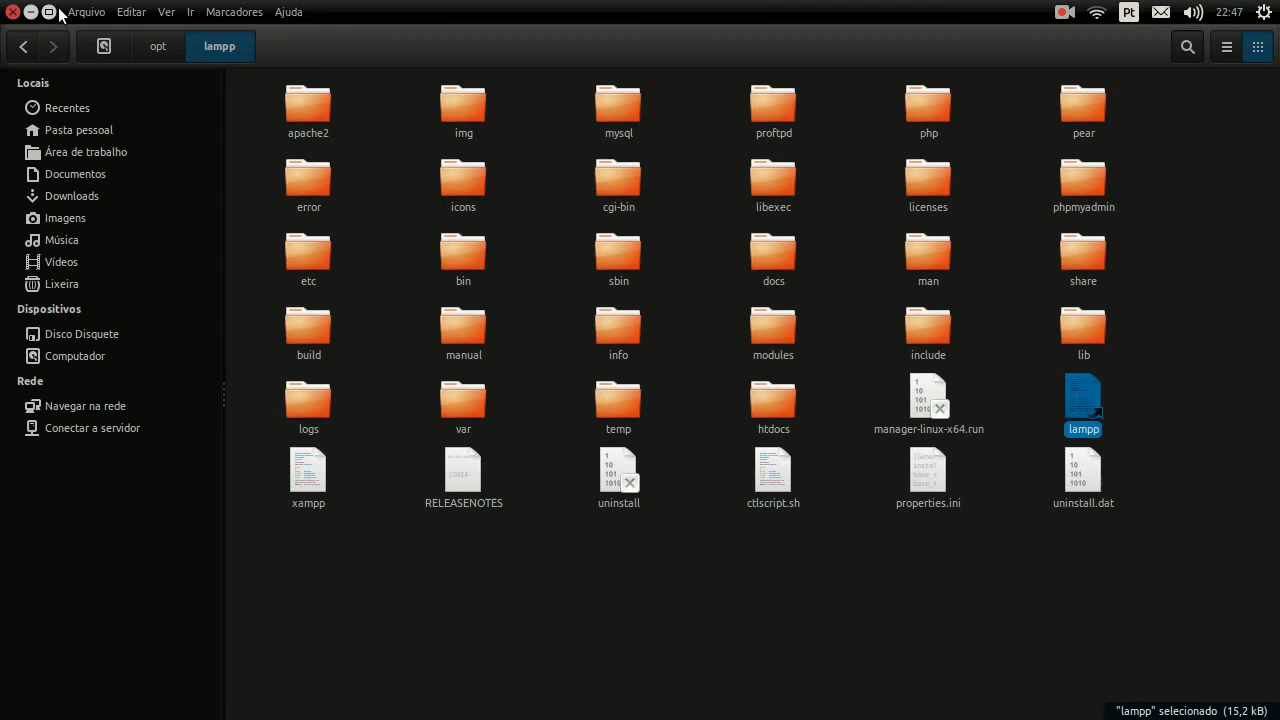 Arquivo Editar Ver Ir Marcadores Ajuda Pt 22:47
opt lampp
Locais
Recentes
Pasta pessoal
Área de trabalho
Documentos
Downloads
Imagens
Música
Vídeos
Lixeira
Dispositivos
Disco Disquete
Computador
Rede
Navegar na rede
Conectar a servidor
apache2 img mysql proftpd php pear
error icons cgi-bin libexec licenses phpmyadmin
etc bin sbin docs man share
build manual info modules include lib
logs var temp htdocs manager-linux-x64.run lampp
xampp RELEASENOTES uninstall ctlscript.sh properties.ini uninstall.dat
"lampp" selecionado (15,2 kB)